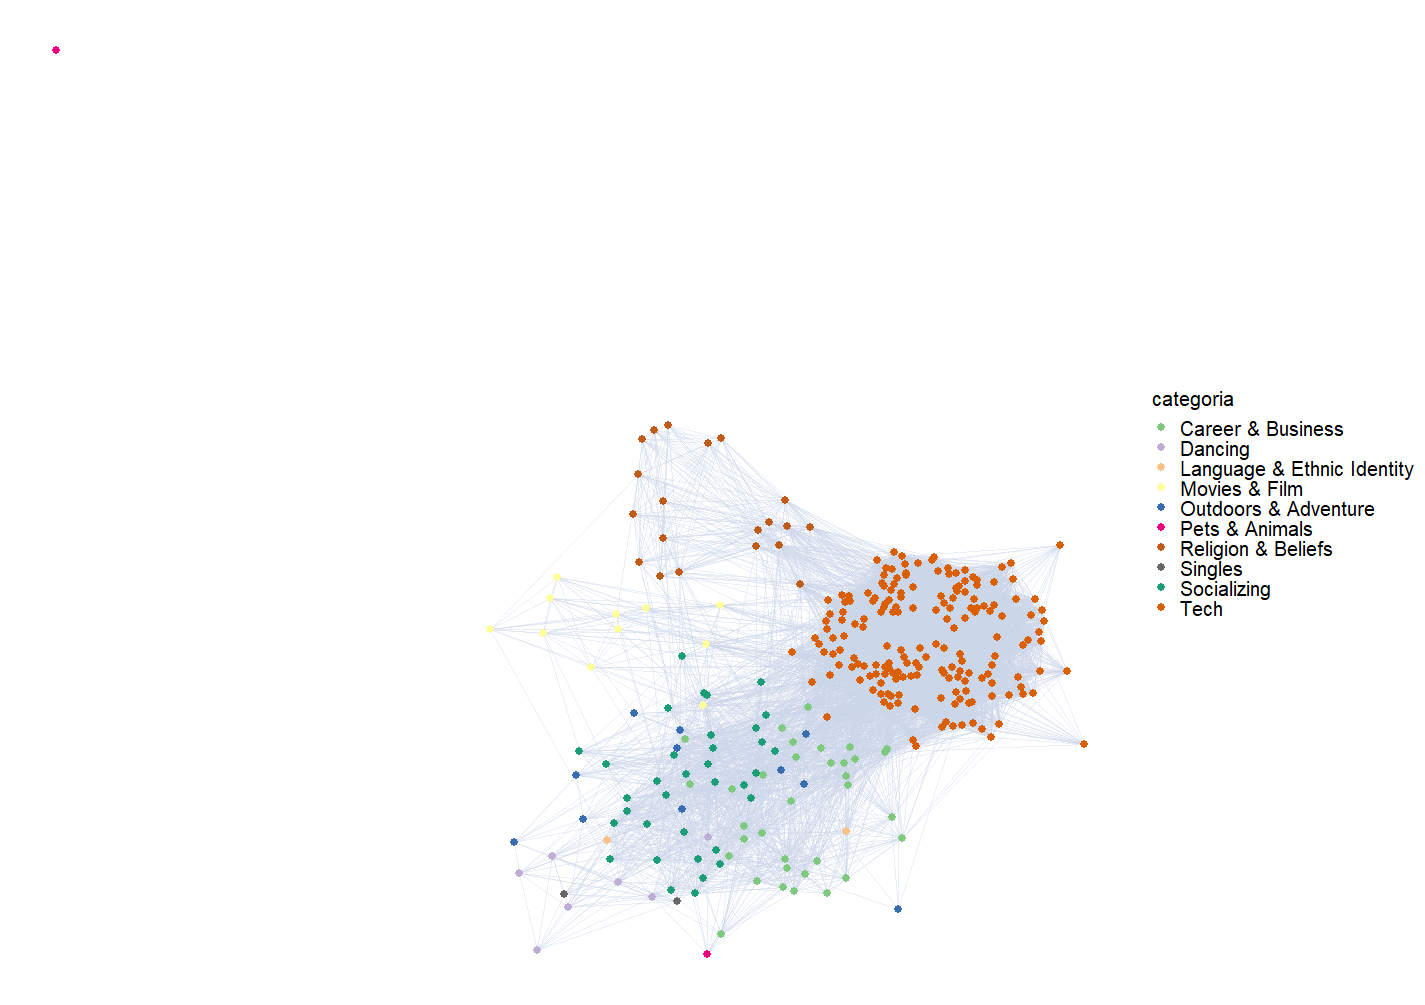 categoria
Career & Business
Dancing
Language & Ethnic Identity
Movies & Film
Outdoors & Adventure
Pets & Animals
Religion & Beliefs
Singles
Socializing
Tech